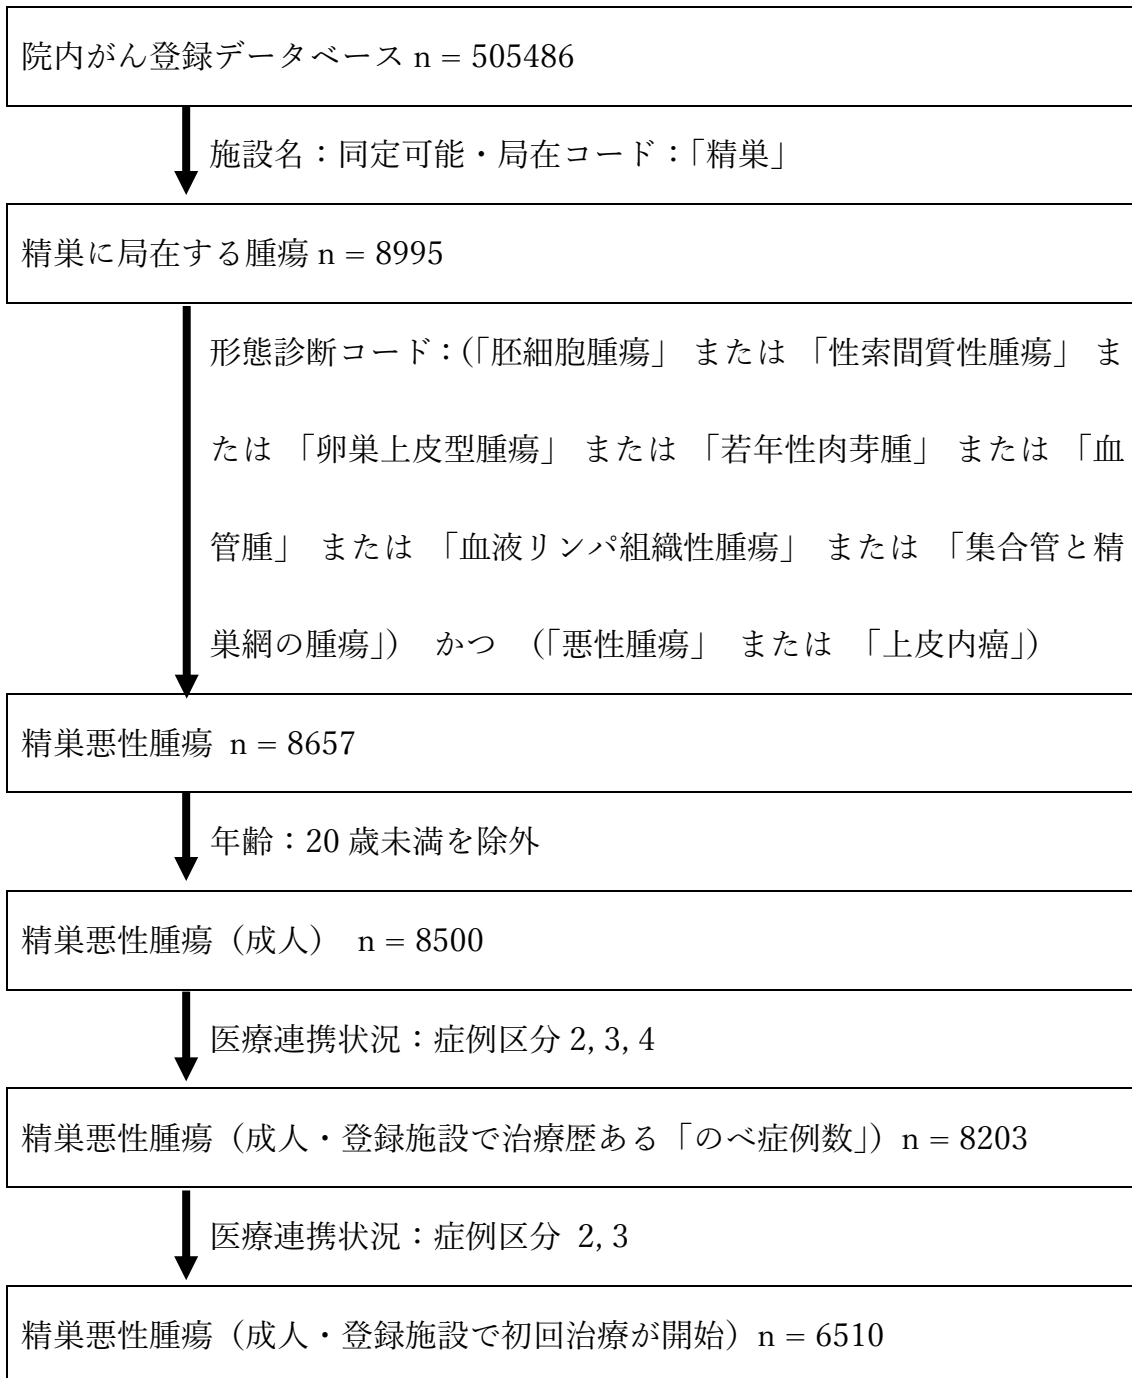 院内がん登録データベース n = 505486
施設名：同定可能・局在コード：「精巣」
精巣に局在する腫瘍 n = 8995
形態診断コード：(「胚細胞腫瘍」 または 「性索間質性腫瘍」 ま
たは 「卵巣上皮型腫瘍」 または 「若年性肉芽腫」 または 「血
管腫」 または 「血液リンパ組織性腫瘍」 または 「集合管と精
巣網の腫瘍」） かつ （「悪性腫瘍」 または 「上皮内癌」）
精巣悪性腫瘍 n = 8657
年齢：20 歳未満を除外
精巣悪性腫瘍（成人） n = 8500
医療連携状況：症例区分 2, 3, 4
精巣悪性腫瘍（成人・登録施設で治療歴ある「のべ症例数」）n = 8203
医療連携状況：症例区分 2, 3
精巣悪性腫瘍（成人・登録施設で初回治療が開始）n = 6510